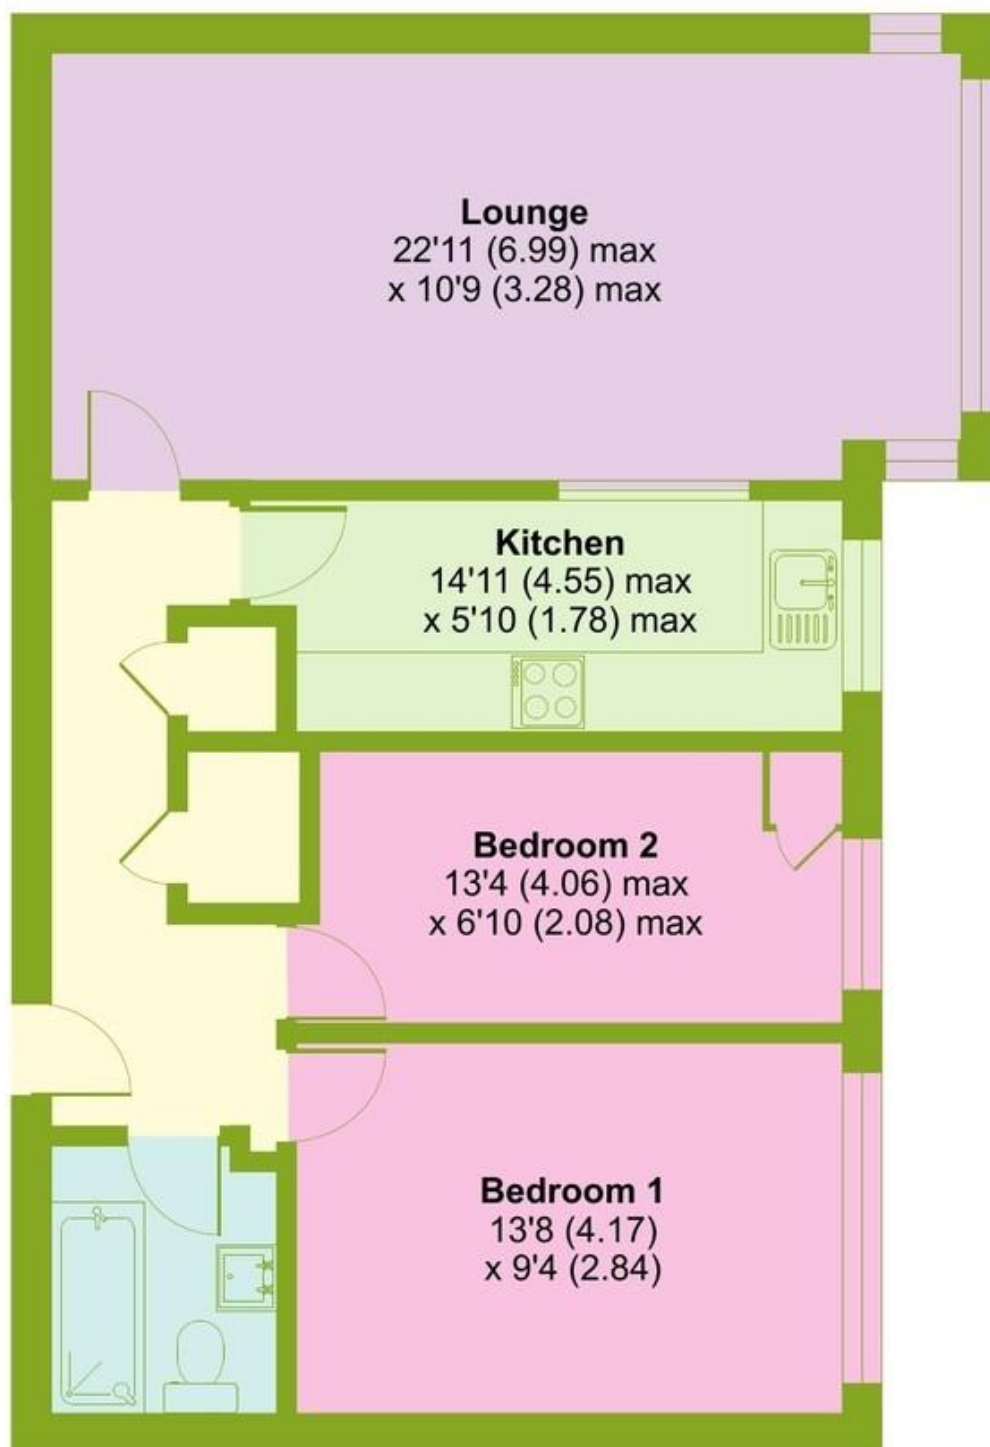 Lounge
22'11 (6.99) max
x 10'9 (3.28) max
Kitchen
14'11 (4.55) max
x 5'10 (1.78) max
Bedroom 2
13'4 (4.06) max
x 6'10 (2.08) max
Bedroom 1
13'8 (4.17)
x 9'4 (2.84)